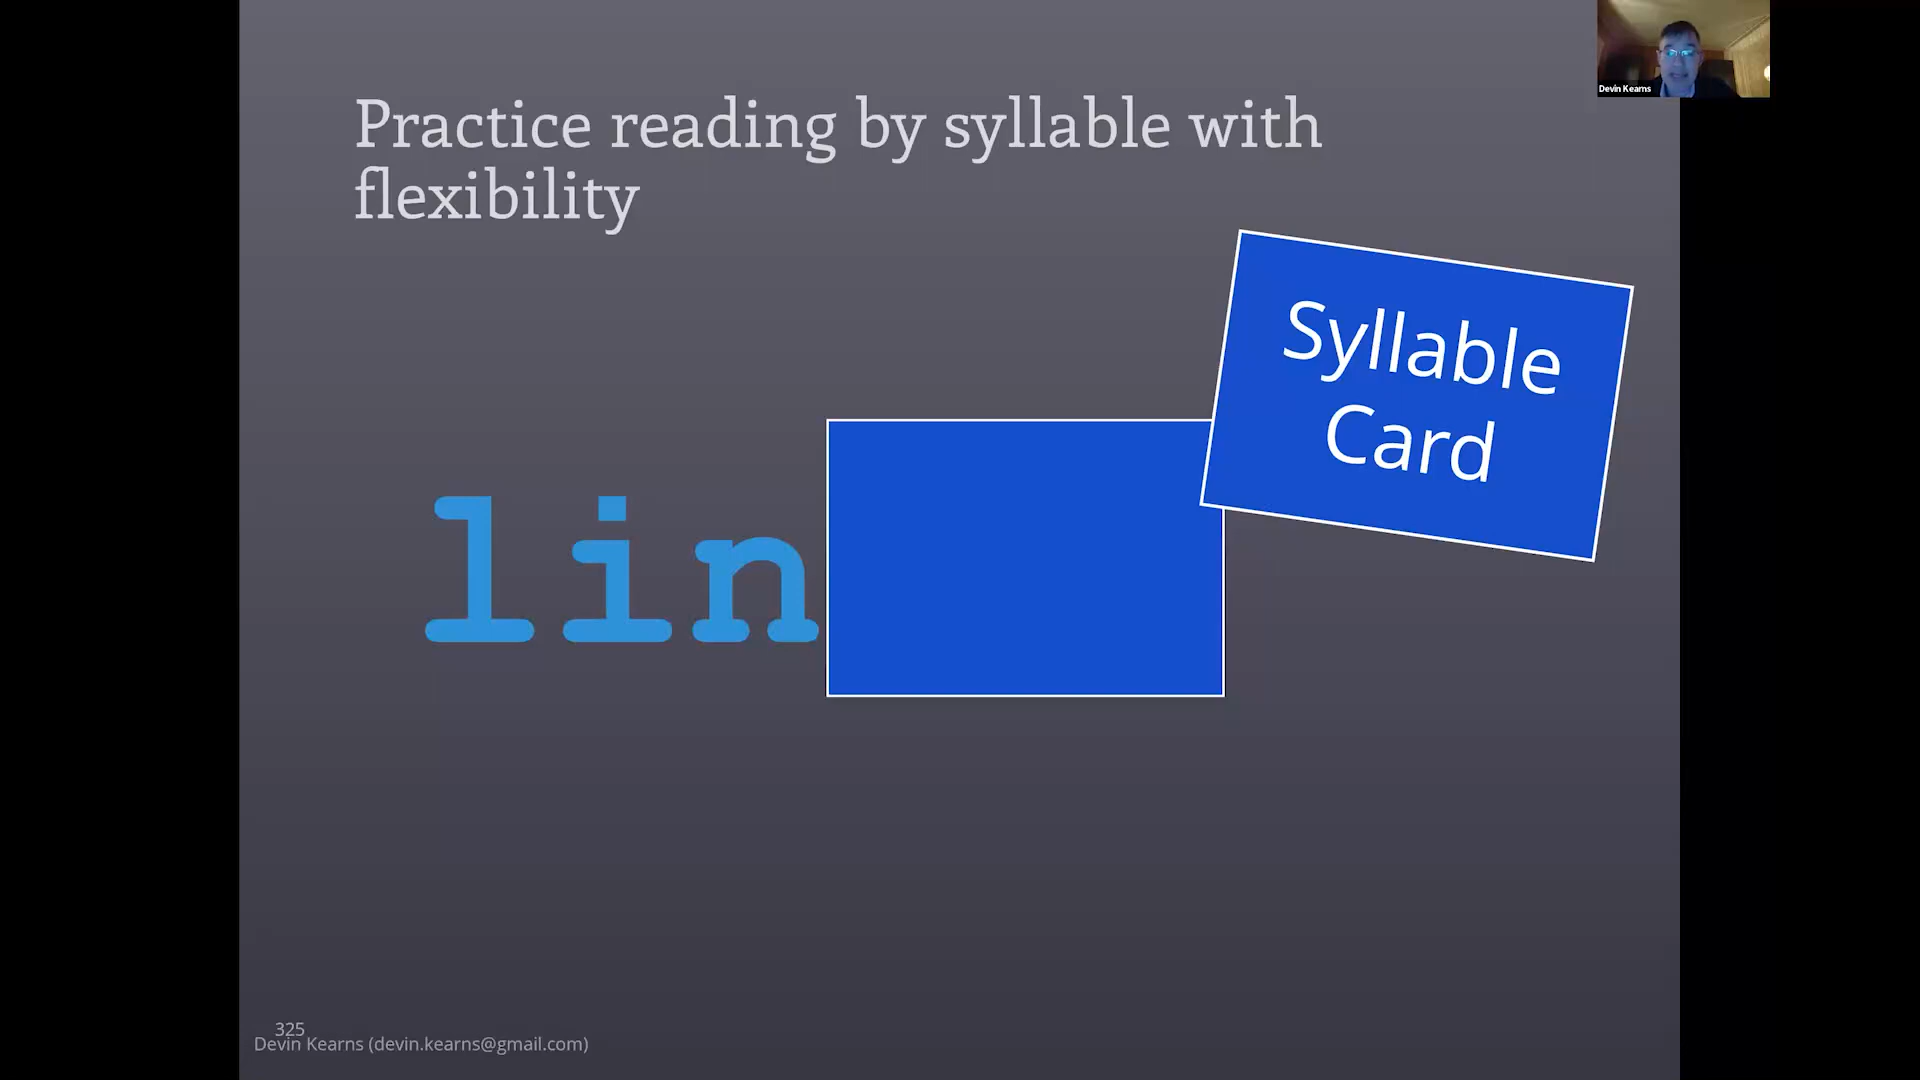 Devin Kearns
Practice reading by syllable with
flexibility
Syllable
Card
lin
325
Devin Kearns (devin.kearns@gmail.com)